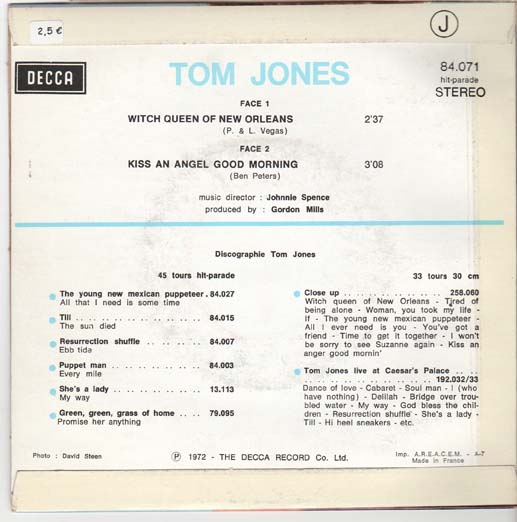 2,5 €
J
DECCA
TOM JONES
84.071
hit-parade
STEREO
FACE 1
WITCH QUEEN OF NEW ORLEANS 2'37
(P. & L. Vegas)
FACE 2
KISS AN ANGEL GOOD MORNING 3'08
(Ben Peters)
music director : Johnnie Spence
produced by : Gordon Mills
Discographie Tom Jones
45 tours hit-parade
The young new mexican puppeteer . 84.027
All that I need is some time
Till . . . . . . . . . . . . . . . . . 84.015
The sun died
Resurrection shuffle . . . . . . . 84.007
Ebb tide
Puppet man . . . . . . . . . . . 84.003
Every mile
She's a lady . . . . . . . . . . . 13.113
My way
Green, green, grass of home . . . . 79.095
Promise her anything
33 tours 30 cm
Close up . . . . . . . . . . . . . . 258.060
Witch queen of New Orleans - Tired of
being alone - Woman, you took my life -
If - The young new mexican puppeteer -
All I ever need is you - You've got a
friend - Time to get it together - I won't
be sorry to see Suzanne again - Kiss an
anger good mornin'
Tom Jones live at Caesar's Palace . . . .
. . . . . . . . . . . . . . . . . 192.032/33
Dance of love - Cabaret - Soul man - I (who
have nothing) - Delilah - Bridge over trou-
bled water - My way - God bless the chil-
dren - Resurrection shuffle - She's a lady -
Till - Hi heel sneakers - etc.
Photo : David Steen
Ⓟ 1972 - THE DECCA RECORD Co. Ltd.
Imp. A.R.E.A.C.E.M. - A-7
Made in France